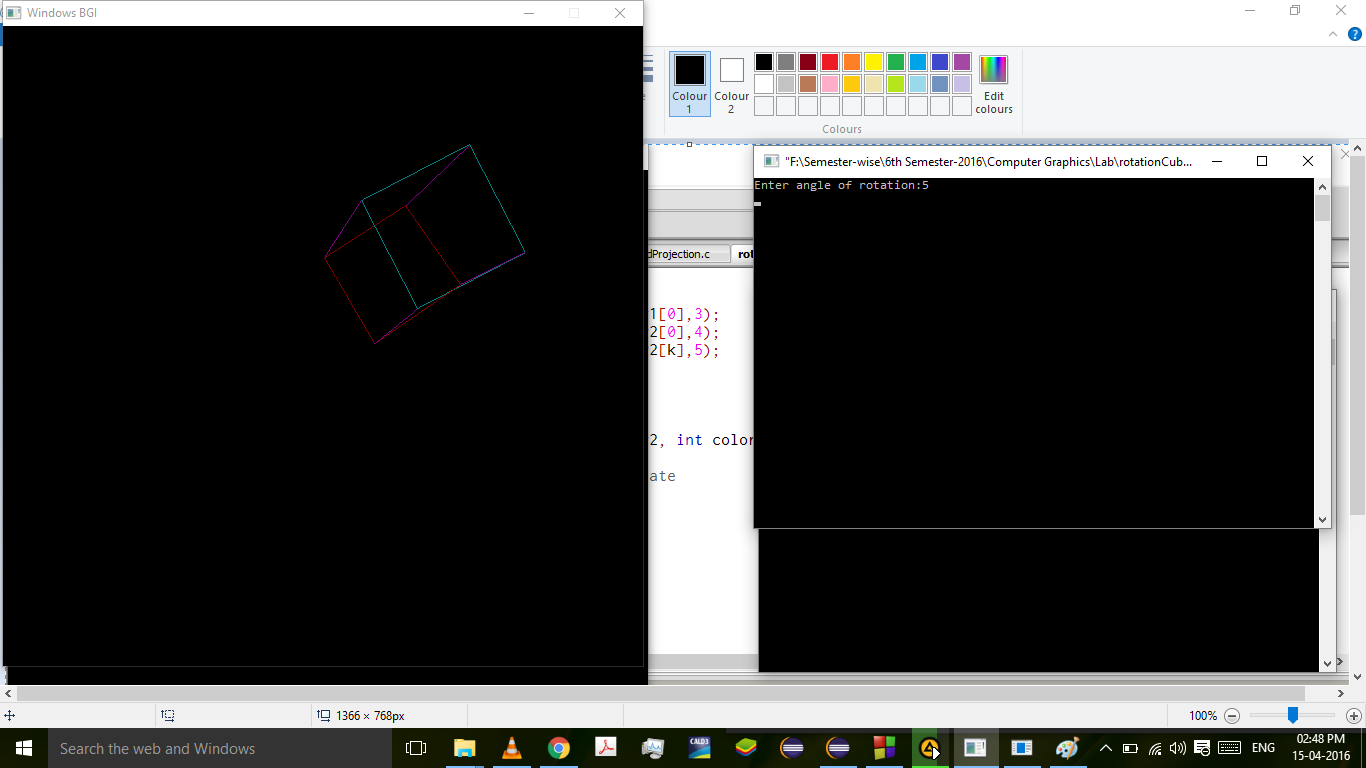 Windows BGI
Colour 1
Colour 2
Edit colours
Colours
"F:\Semester-wise\6th Semester-2016\Computer Graphics\Lab\rotationCub...
Enter angle of rotation:5
dProjection.c
rot
1[0],3);
2[0],4);
2[k],5);
2, int color
ate
1366 × 768px
100%
Search the web and Windows
CALD3
ENG
02:48 PM
15-04-2016